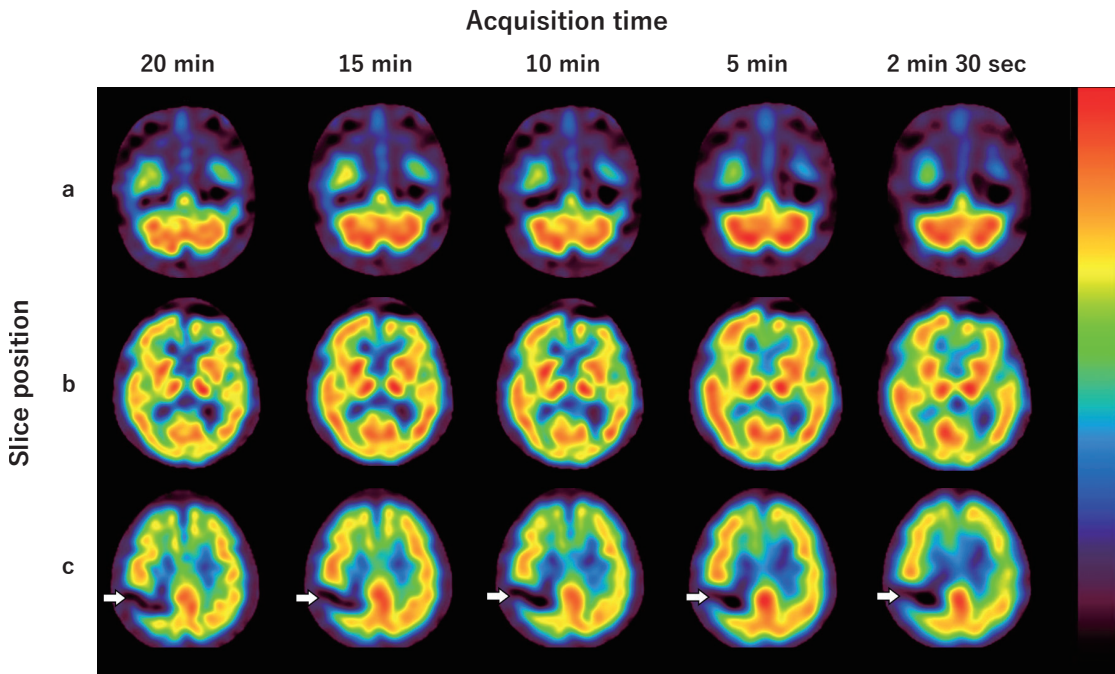 Acquisition time
20 min
15 min
10 min
5 min
2 min 30 sec
Slice position
a
b
c